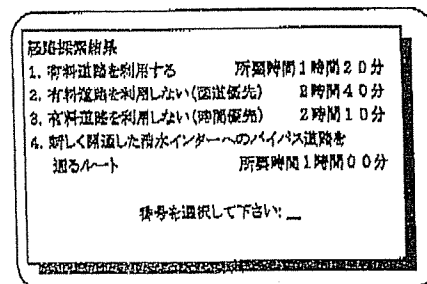 経路探索結果
1. 有料道路を利用する 所要時間1時間20分
2. 有料道路を利用しない(国道優先) 2時間40分
3. 有料道路を利用しない(時間優先) 2時間10分
4. 新しく開通した清水インターへのバイパス道路を
通るルート 所要時間1時間00分
番号を選択して下さい:__